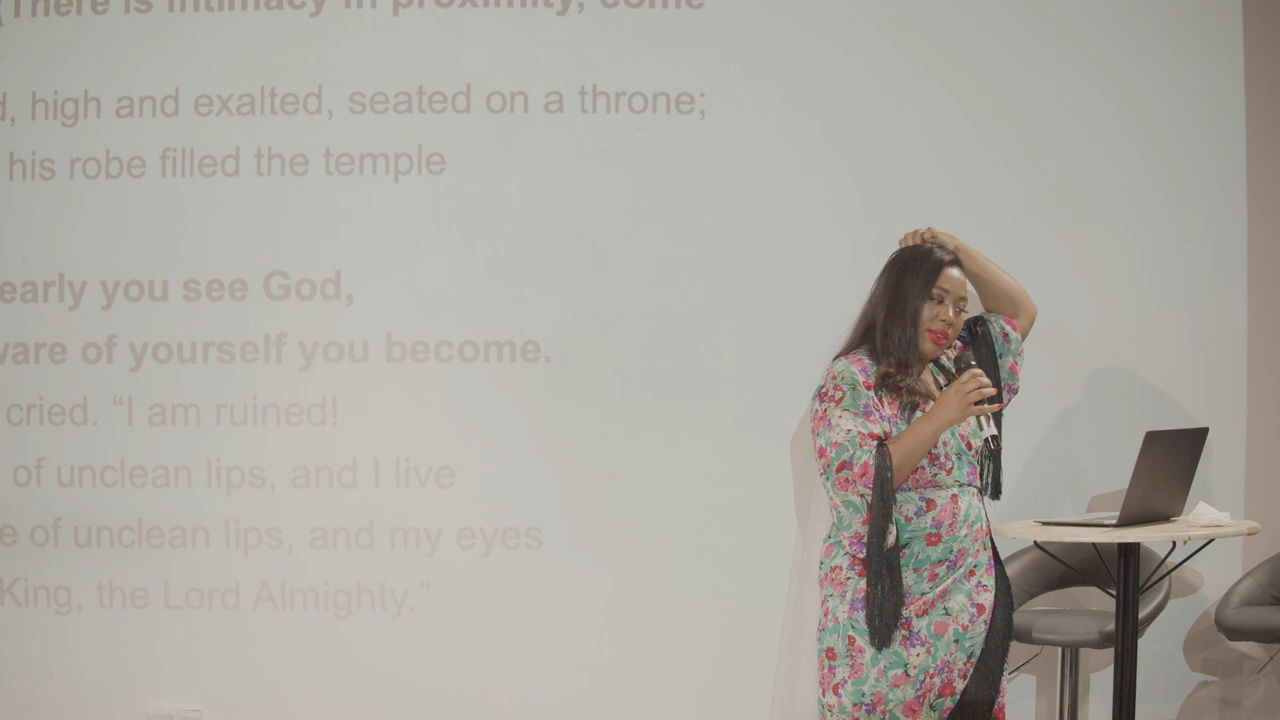 There is intimacy in proximity, come
, high and exalted, seated on a throne;
his robe filled the temple
early you see God,
ware of yourself you become.
cried. “I am ruined!
of unclean lips, and I live
e of unclean lips, and my eyes
King, the Lord Almighty.”